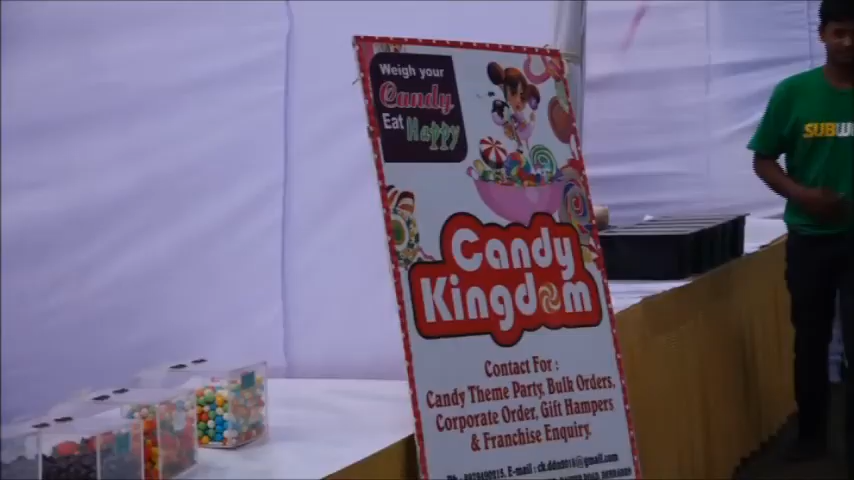 Weigh your
Candy
Eat Happy
Candy
Kingdom
Contact For :
Candy Theme Party, Bulk Orders,
Corporate Order, Gift Hampers
& Franchise Enquiry.
E-mail :
SUBW